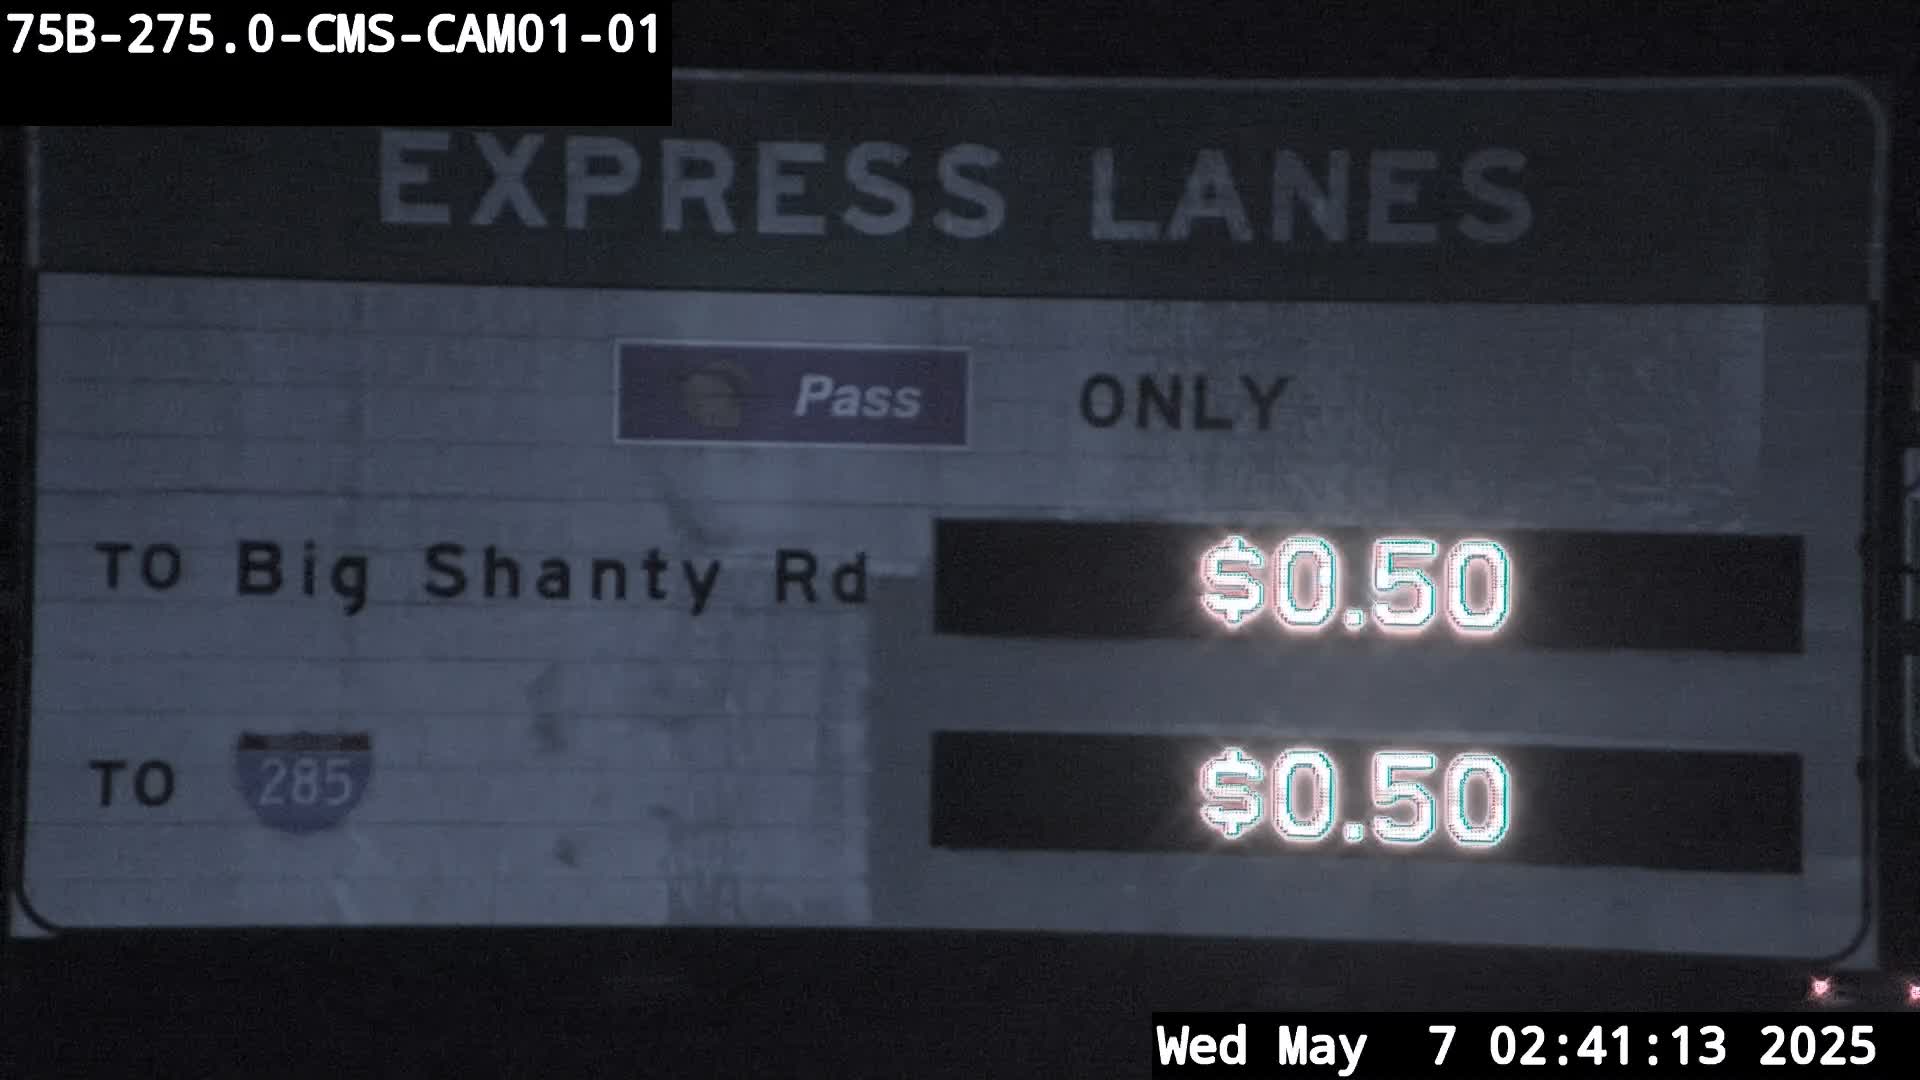 75B-275.0-CMS-CAM01-01
EXPRESS LANES
Pass ONLY
TO Big Shanty Rd $0.50
TO 285 $0.50
Wed May 7 02:41:13 2025